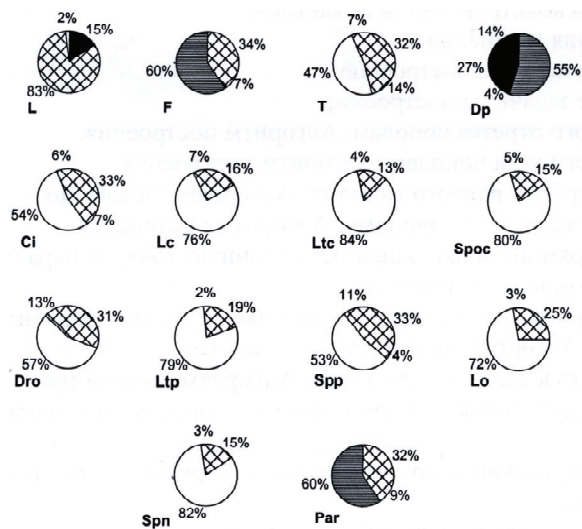 2% 15% 83% L
34% 60% 7% F
7% 32% 47% 14% T
14% 27% 55% 4% Dp
6% 33% 54% 7% Ci
7% 16% 76% Lc
4% 13% 84% Ltc
5% 15% 80% Spoc
13% 31% 57% Dro
2% 19% 79% Ltp
11% 33% 53% 4% Spp
3% 25% 72% Lo
3% 15% 82% Spn
32% 60% 9% Par